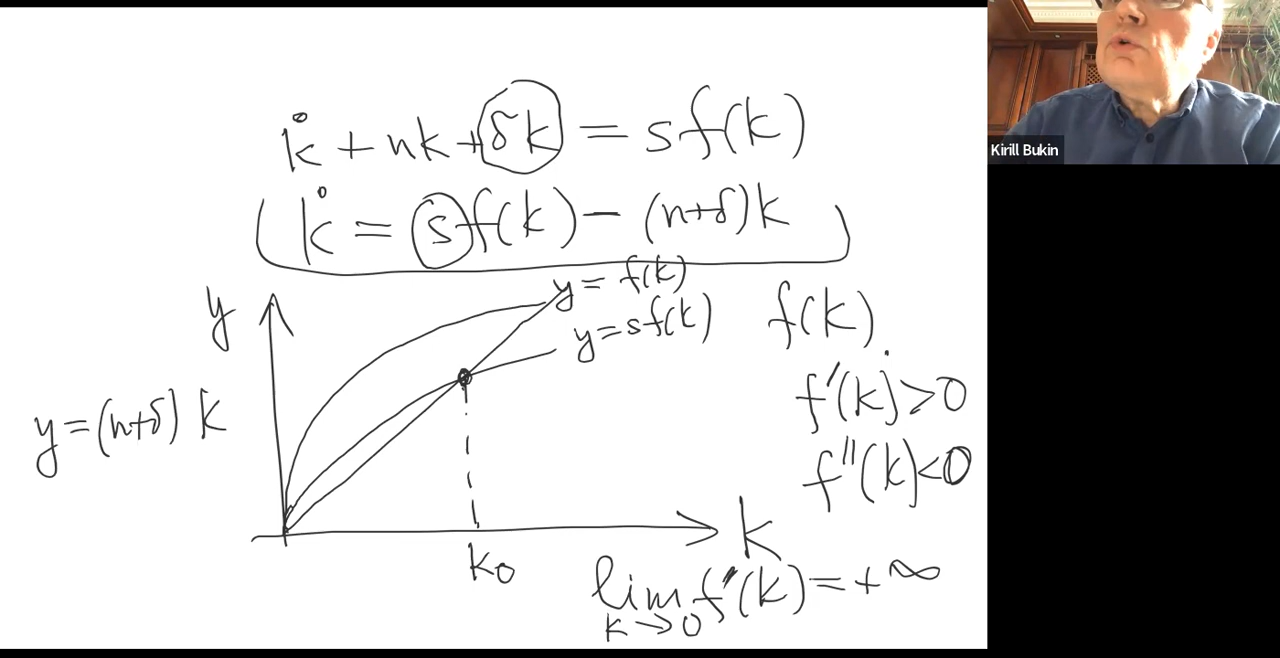 k̇ + nk + δk = sf(k)
k̇ = sf(k) − (n+δ)k
y = f(k)
y = sf(k)
y
f(k).
f'(k) > 0
y = (n+δ) k
f''(k) < 0
k
k₀
lim f'(k) = +∞
k→0
Kirill Bukin